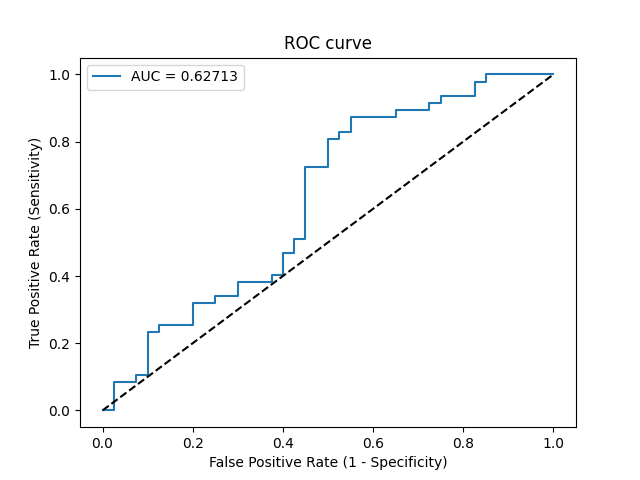 ROC curve
AUC = 0.62713
True Positive Rate (Sensitivity)
1.0
0.8
0.6
0.4
0.2
0.0
0.0 0.2 0.4 0.6 0.8 1.0
False Positive Rate (1 - Specificity)